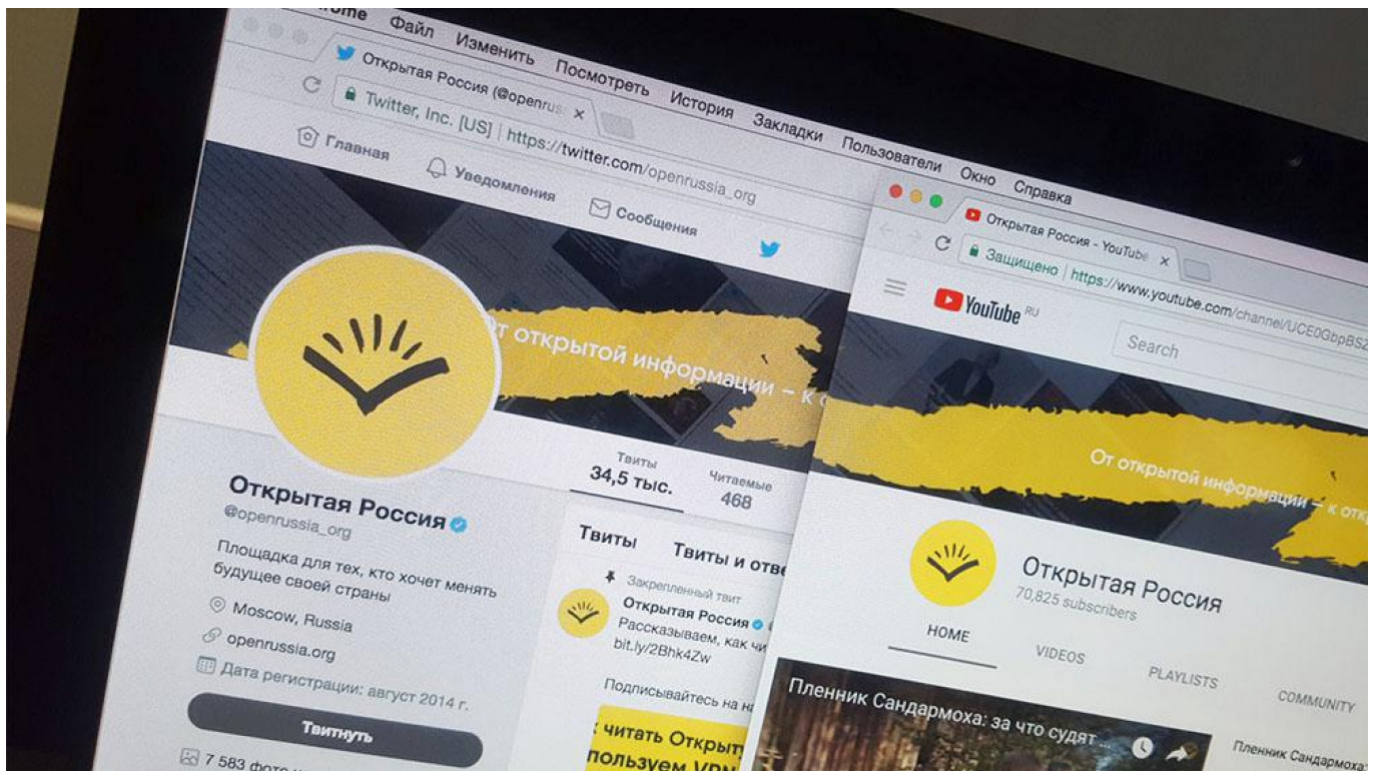 Файл Изменить Посмотреть История Закладки Пользователи Окно Справка
Открытая Россия (@openrus
Twitter, Inc. [US] | https://twitter.com/openrussia_org
Главная Уведомления Сообщения
От открытой информации – к
Твиты Читаемые
34,5 тыс. 468
Открытая Россия
@openrussia_org
Площадка для тех, кто хочет менять
будущее своей страны
Moscow, Russia
openrussia.org
Дата регистрации: август 2014 г.
Твитнуть
7 583 фото
Твиты Твиты и отве
Закрепленный твит
Открытая Россия
Рассказываем, как чи
bit.ly/2Bhk4Zw
Подписывайтесь на н
читать Откры
пользуем VPN
Открытая Россия - YouTube
Защищено | https://www.youtube.com/channel/UCE0GbpBS2
YouTube RU
Search
От открытой информации – к отк
Открытая Россия
70,825 subscribers
HOME VIDEOS PLAYLISTS COMMUNITY
Пленник Сандармоха: за что судят ...
Пленник Сандармоха: